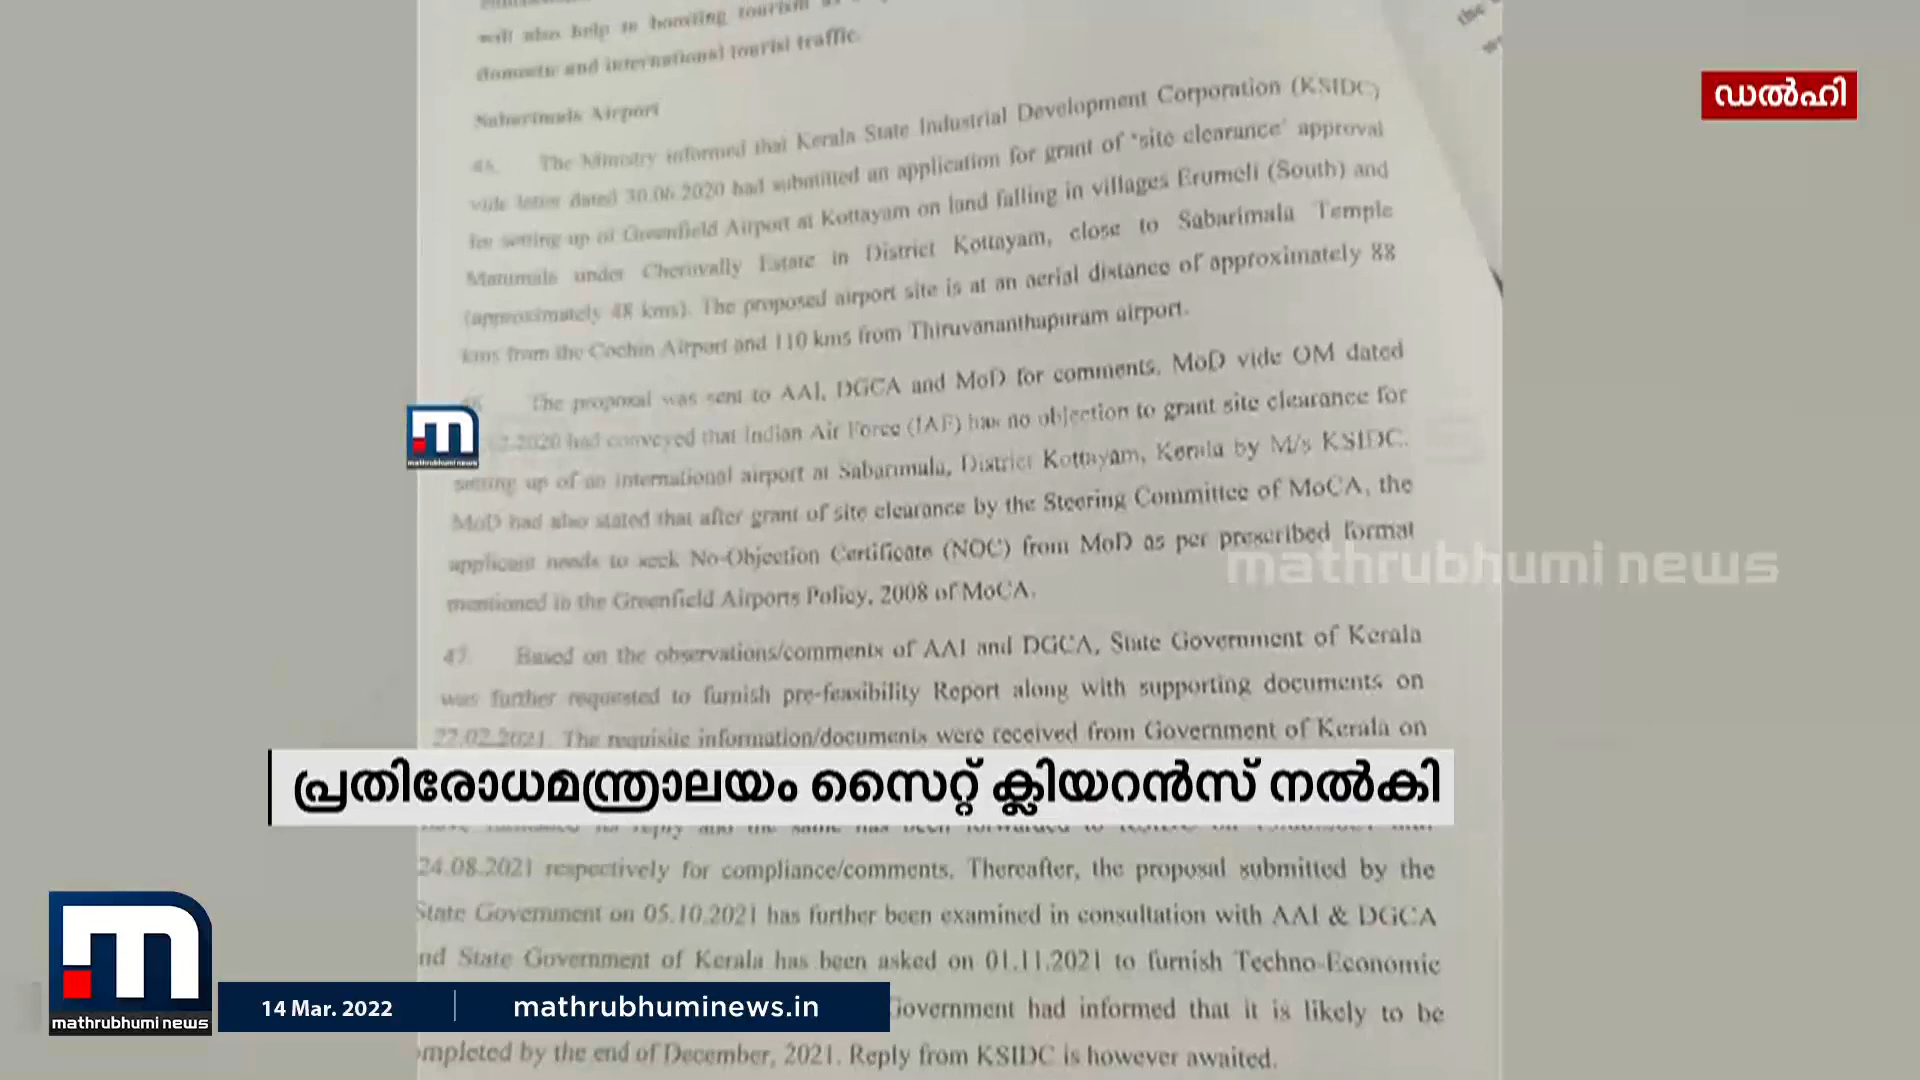 will also help in boosting tourism as
domestic and international tourist traffic.
Sabarimala Airport
The Ministry informed that Kerala State Industrial Development Corporation (KSIDC)
vide letter dated 30.06.2020 had submitted an application for grant of 'site clearance' approval
for setting up of Greenfield Airport at Kottayam on land falling in villages Erumeli (South) and
Manimala under Cheruvally Estate in District Kottayam, close to Sabarimala Temple
(approximately 48 kms). The proposed airport site is at an aerial distance of approximately 88
kms from the Cochin Airport and 110 kms from Thiruvananthapuram airport.
The proposal was sent to AAI, DGCA and MoD for comments. MoD vide OM dated
2.2020 had conveyed that Indian Air Force (IAF) has no objection to grant site clearance for
setting up of an international airport at Sabarimala, District Kottayam, Kerala by M/s KSIDC.
MoD had also stated that after grant of site clearance by the Steering Committee of MoCA, the
applicant needs to seek No-Objection Certificate (NOC) from MoD as per prescribed format
mentioned in the Greenfield Airports Policy, 2008 of MoCA.
47. Based on the observations/comments of AAI and DGCA, State Government of Kerala
was further requested to furnish pre-feasibility Report along with supporting documents on
22.02.2021. The requisite information/documents were received from Government of Kerala on
24.08.2021 respectively for compliance/comments. Thereafter, the proposal submitted by the
State Government on 05.10.2021 has further been examined in consultation with AAI & DGCA
nd State Government of Kerala has been asked on 01.11.2021 to furnish Techno-Economic
Government had informed that it is likely to be
ompleted by the end of December, 2021. Reply from KSIDC is however awaited.
ഡൽഹി
mathrubhumi news
mathrubhumi news
പ്രതിരോധമന്ത്രാലയം സൈറ്റ് ക്ലിയറൻസ് നൽകി
mathrubhumi news
14 Mar. 2022
mathrubhuminews.in